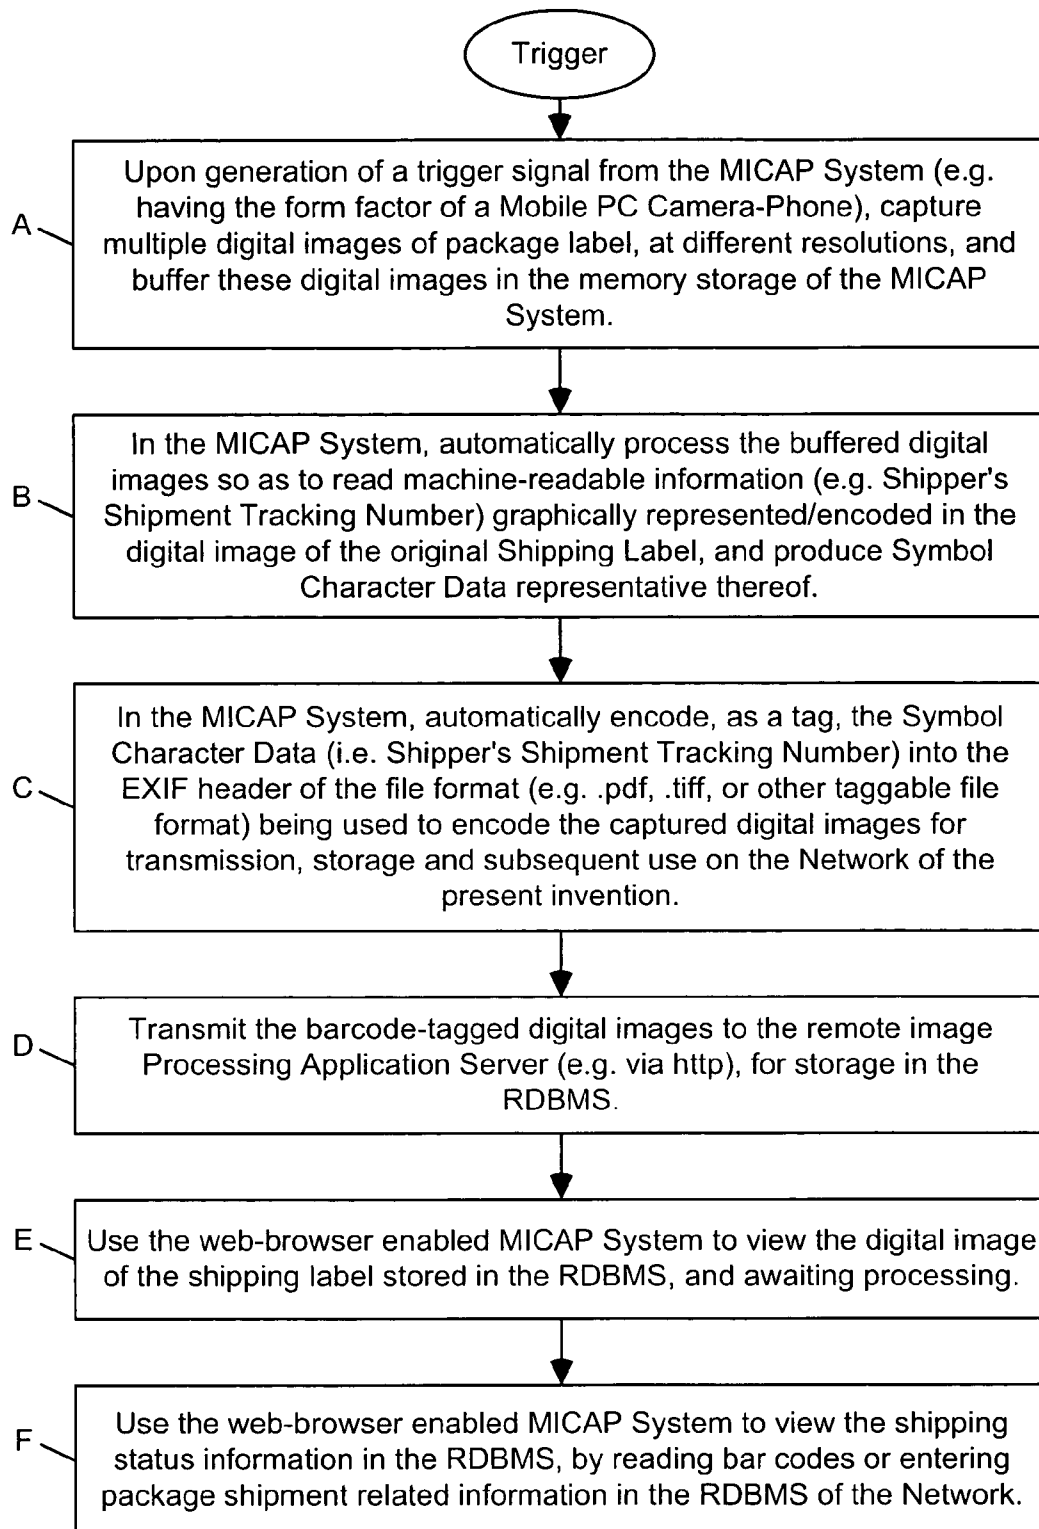 Trigger
A
Upon generation of a trigger signal from the MICAP System (e.g.
having the form factor of a Mobile PC Camera-Phone), capture
multiple digital images of package label, at different resolutions, and
buffer these digital images in the memory storage of the MICAP
System.
B
In the MICAP System, automatically process the buffered digital
images so as to read machine-readable information (e.g. Shipper's
Shipment Tracking Number) graphically represented/encoded in the
digital image of the original Shipping Label, and produce Symbol
Character Data representative thereof.
C
In the MICAP System, automatically encode, as a tag, the Symbol
Character Data (i.e. Shipper's Shipment Tracking Number) into the
EXIF header of the file format (e.g. .pdf, .tiff, or other taggable file
format) being used to encode the captured digital images for
transmission, storage and subsequent use on the Network of the
present invention.
D
Transmit the barcode-tagged digital images to the remote image
Processing Application Server (e.g. via http), for storage in the
RDBMS.
E
Use the web-browser enabled MICAP System to view the digital image
of the shipping label stored in the RDBMS, and awaiting processing.
F
Use the web-browser enabled MICAP System to view the shipping
status information in the RDBMS, by reading bar codes or entering
package shipment related information in the RDBMS of the Network.